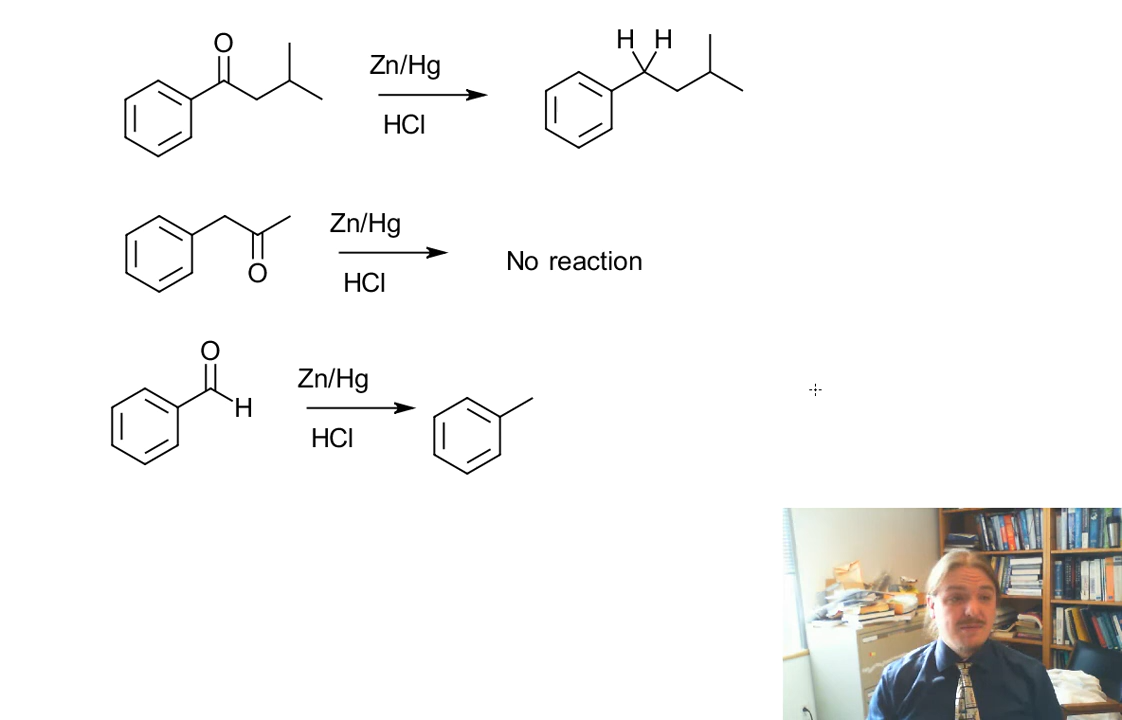 O
Zn/Hg
HCl
H H
Zn/Hg
HCl
O
No reaction
O
H
Zn/Hg
HCl